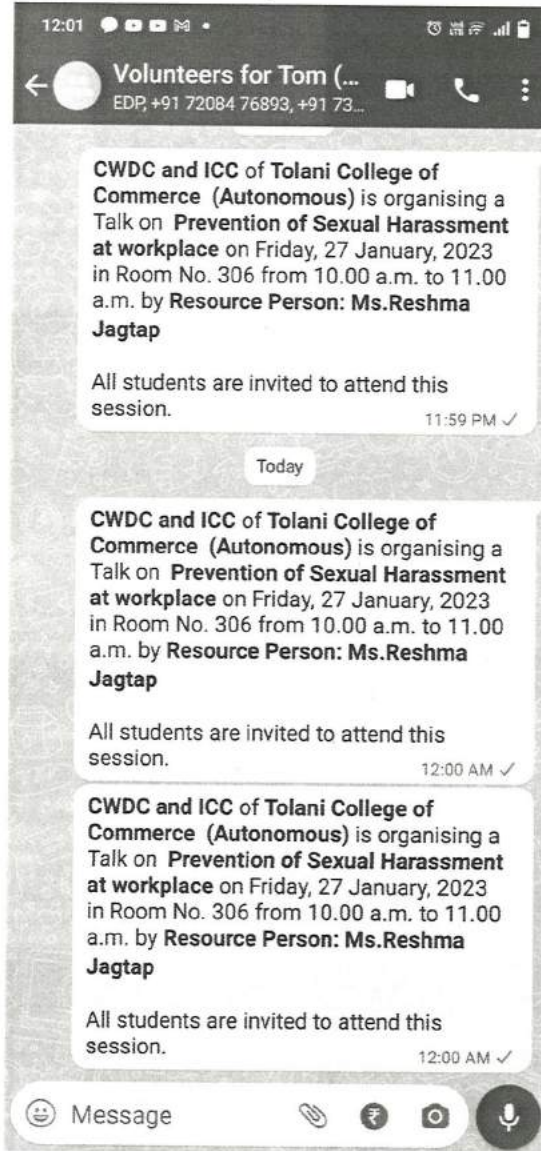 12:01
Volunteers for Tom (...
EDP, +91 72084 76893, +91 73...
CWDC and ICC of Tolani College of
Commerce (Autonomous) is organising a
Talk on Prevention of Sexual Harassment
at workplace on Friday, 27 January, 2023
in Room No. 306 from 10.00 a.m. to 11.00
a.m. by Resource Person: Ms.Reshma
Jagtap
All students are invited to attend this
session.
11:59 PM
Today
CWDC and ICC of Tolani College of
Commerce (Autonomous) is organising a
Talk on Prevention of Sexual Harassment
at workplace on Friday, 27 January, 2023
in Room No. 306 from 10.00 a.m. to 11.00
a.m. by Resource Person: Ms.Reshma
Jagtap
All students are invited to attend this
session.
12:00 AM
CWDC and ICC of Tolani College of
Commerce (Autonomous) is organising a
Talk on Prevention of Sexual Harassment
at workplace on Friday, 27 January, 2023
in Room No. 306 from 10.00 a.m. to 11.00
a.m. by Resource Person: Ms.Reshma
Jagtap
All students are invited to attend this
session.
12:00 AM
Message
₹